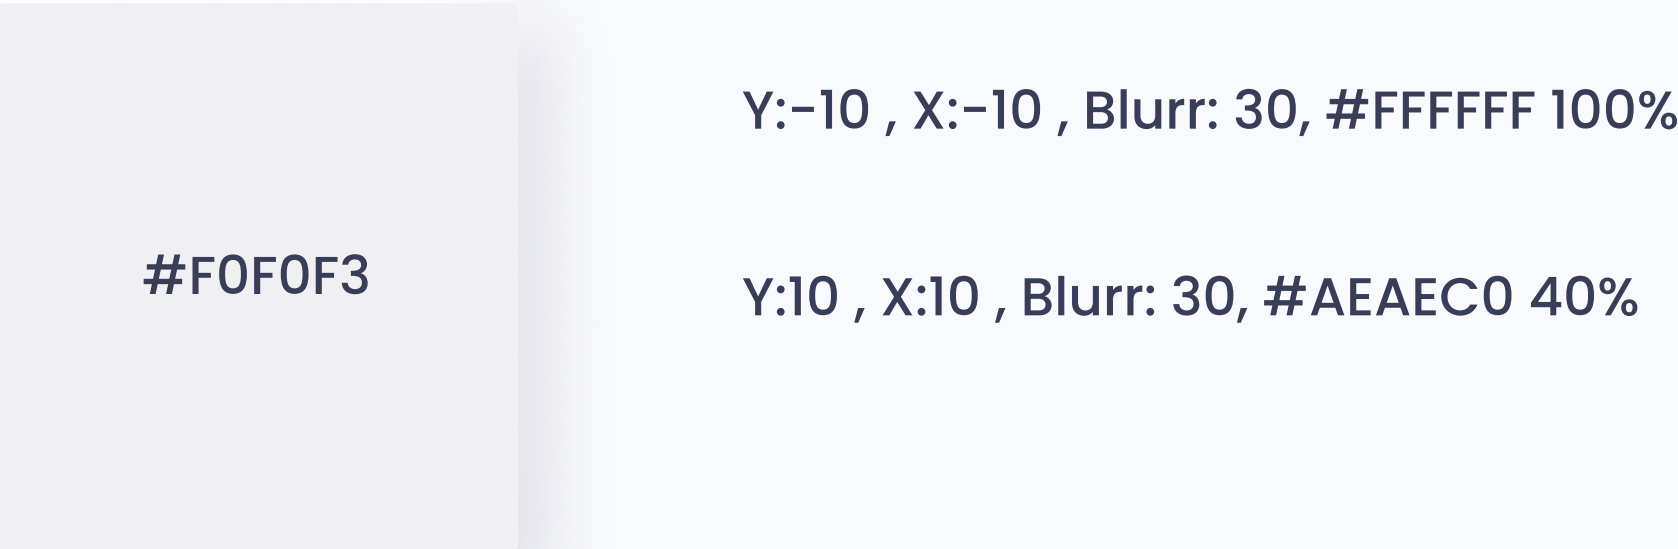 #F0F0F3
Y:-10 , X:-10 , Blurr: 30, #FFFFFF 100%
Y:10 , X:10 , Blurr: 30, #AEAEC0 40%